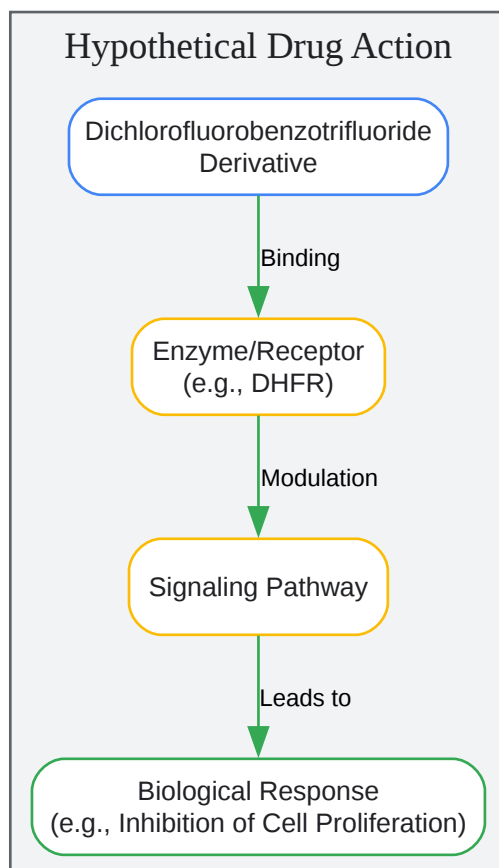 Hypothetical Drug Action
Dichlorofluorobenzotrifluoride
Derivative
Binding
Enzyme/Receptor
(e.g., DHFR)
Modulation
Signaling Pathway
Leads to
Biological Response
(e.g., Inhibition of Cell Proliferation)